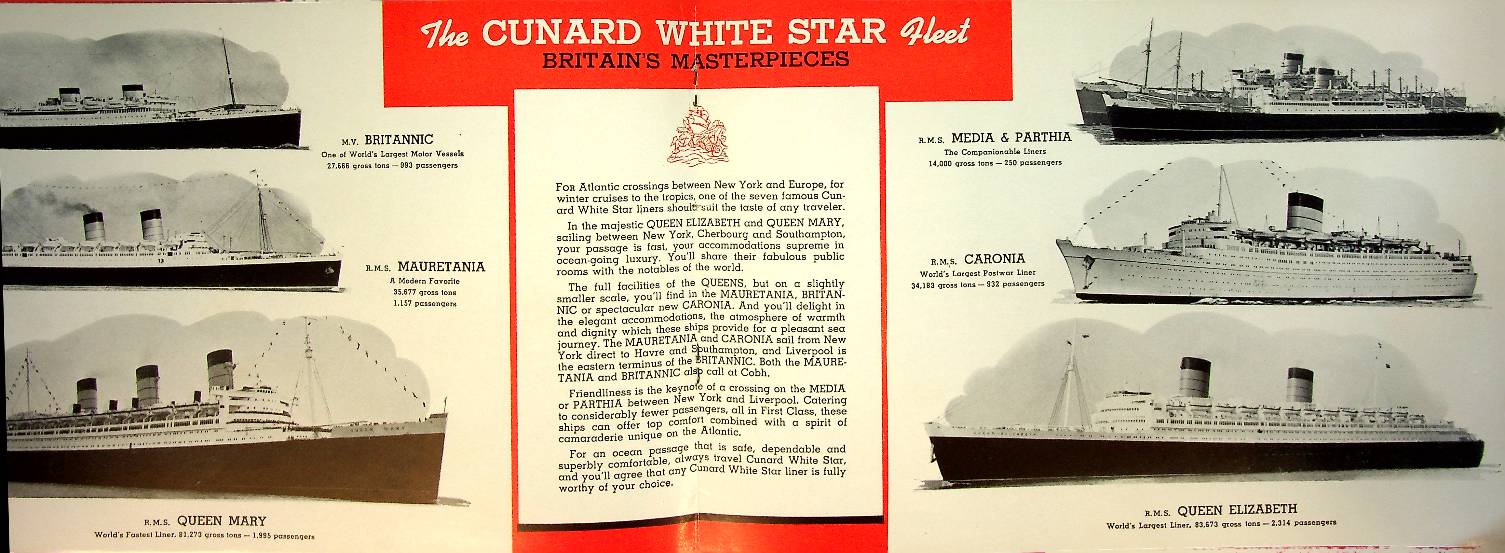 The CUNARD WHITE STAR Fleet
BRITAIN'S MASTERPIECES
M.V. BRITANNIC
One of World's Largest Motor Vessels
27,666 gross tons — 993 passengers
R.M.S. MAURETANIA
A Modern Favorite
35,677 gross tons
1,157 passengers
R.M.S. QUEEN MARY
World's Fastest Liner, 81,273 gross tons — 1,995 passengers
FOR Atlantic crossings between New York and Europe, for
winter cruises to the tropics, one of the seven famous Cun-
ard White Star liners should suit the taste of any traveler.
In the majestic QUEEN ELIZABETH and QUEEN MARY,
sailing between New York, Cherbourg and Southampton,
your passage is fast, your accommodations supreme in
ocean-going luxury. You'll share their fabulous public
rooms with the notables of the world.
The full facilities of the QUEENS, but on a slightly
smaller scale, you'll find in the MAURETANIA, BRITAN-
NIC or spectacular new CARONIA. And you'll delight in
the elegant accommodations, the atmosphere of warmth
and dignity which these ships provide for a pleasant sea
journey. The MAURETANIA and CARONIA sail from New
York direct to Havre and Southampton, and Liverpool is
the eastern terminus of the BRITANNIC. Both the MAURE-
TANIA and BRITANNIC also call at Cobh.
Friendliness is the keynote of a crossing on the MEDIA
or PARTHIA between New York and Liverpool. Catering
to considerably fewer passengers, all in First Class, these
ships can offer top comfort combined with a spirit of
camaraderie unique on the Atlantic.
For an ocean passage that is safe, dependable and
superbly comfortable, always travel Cunard White Star,
and you'll agree that any Cunard White Star liner is fully
worthy of your choice.
R.M.S. MEDIA & PARTHIA
The Companionable Liners
14,000 gross tons — 250 passengers
R.M.S. CARONIA
World's Largest Postwar Liner
34,183 gross tons — 932 passengers
R.M.S. QUEEN ELIZABETH
World's Largest Liner, 83,673 gross tons — 2,314 passengers